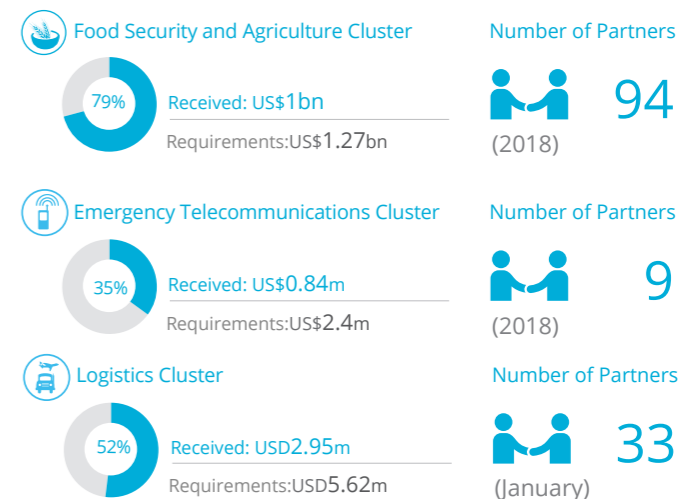 Food Security and Agriculture Cluster
Number of Partners
79%
Received: US$1bn
Requirements:US$1.27bn
94
(2018)
Emergency Telecommunications Cluster
Number of Partners
35%
Received: US$0.84m
Requirements:US$2.4m
9
(2018)
Logistics Cluster
Number of Partners
52%
Received: USD2.95m
Requirements:USD5.62m
33
(January)